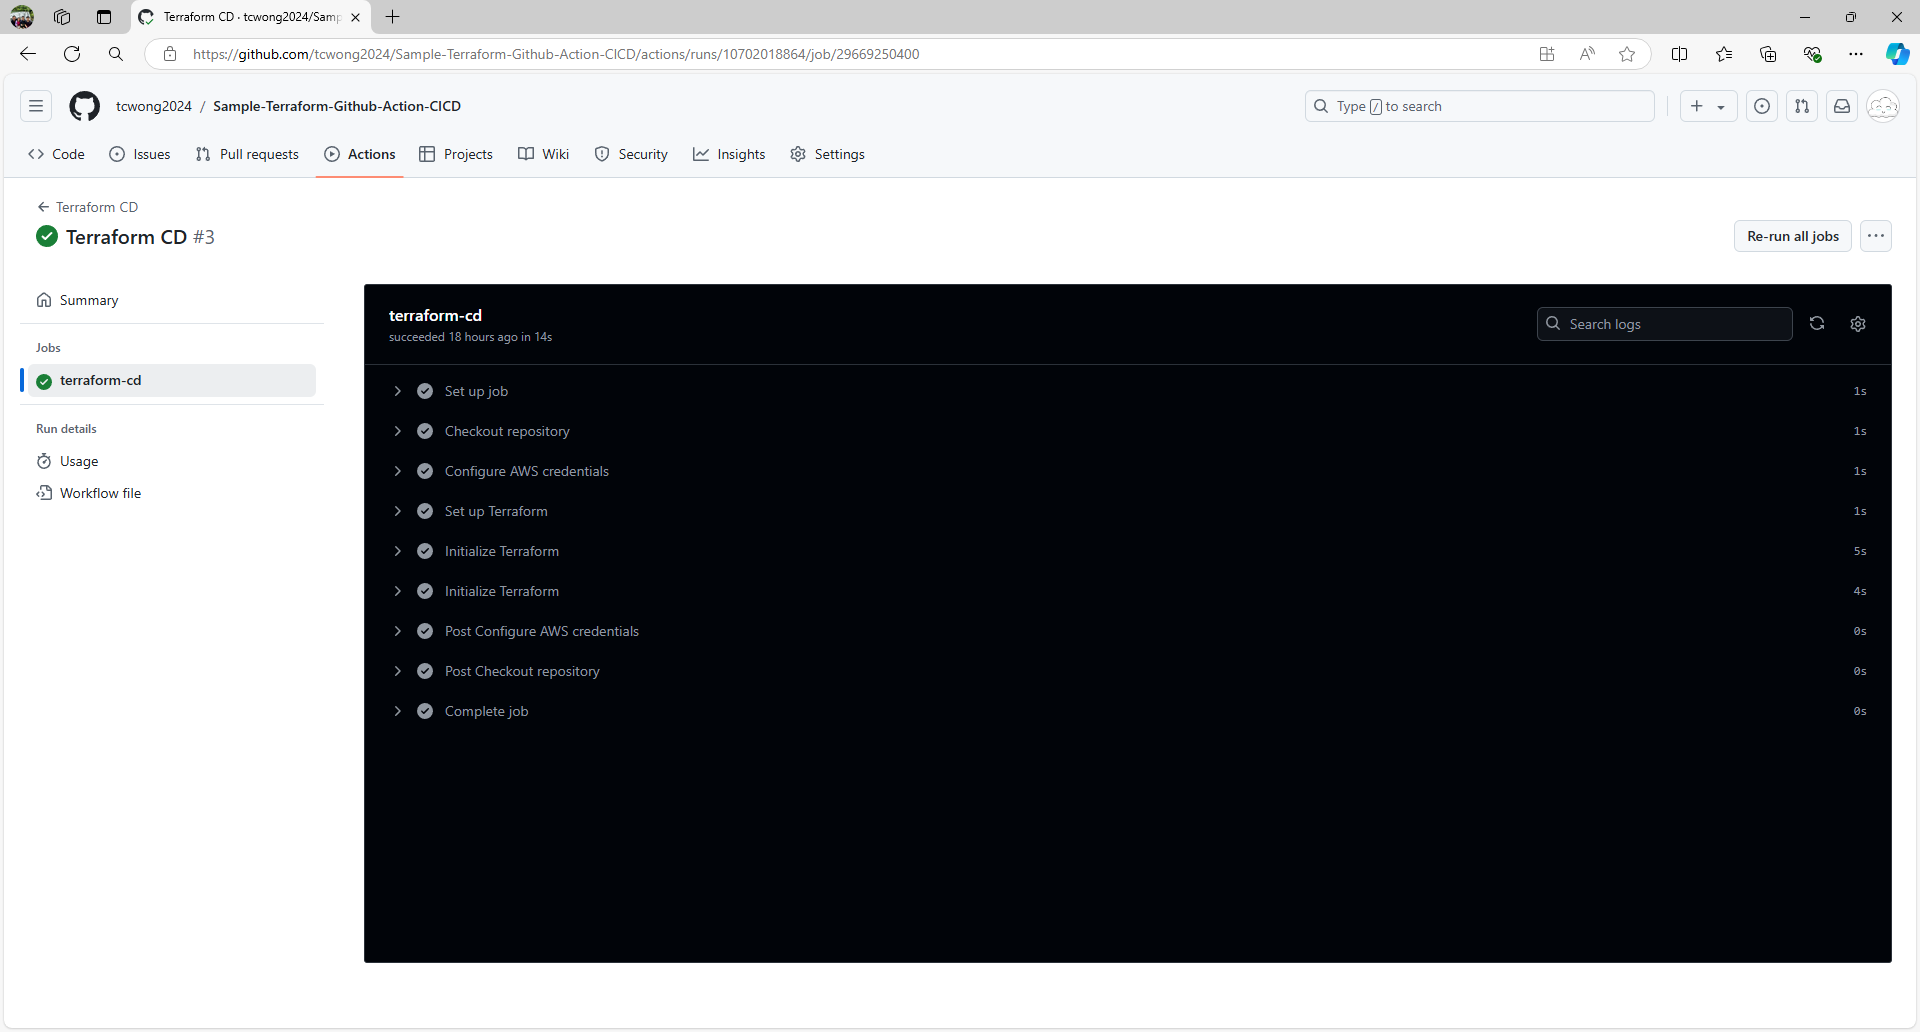 Terraform CD · tcwong2024/Samp
https://github.com/tcwong2024/Sample-Terraform-Github-Action-CICD/actions/runs/10702018864/job/29669250400
tcwong2024 / Sample-Terraform-Github-Action-CICD
Type / to search
Code
Issues
Pull requests
Actions
Projects
Wiki
Security
Insights
Settings
Terraform CD
Terraform CD #3
Re-run all jobs
Summary
Jobs
terraform-cd
Run details
Usage
Workflow file
terraform-cd
succeeded 18 hours ago in 14s
Search logs
Set up job 1s
Checkout repository 1s
Configure AWS credentials 1s
Set up Terraform 1s
Initialize Terraform 5s
Initialize Terraform 4s
Post Configure AWS credentials 0s
Post Checkout repository 0s
Complete job 0s